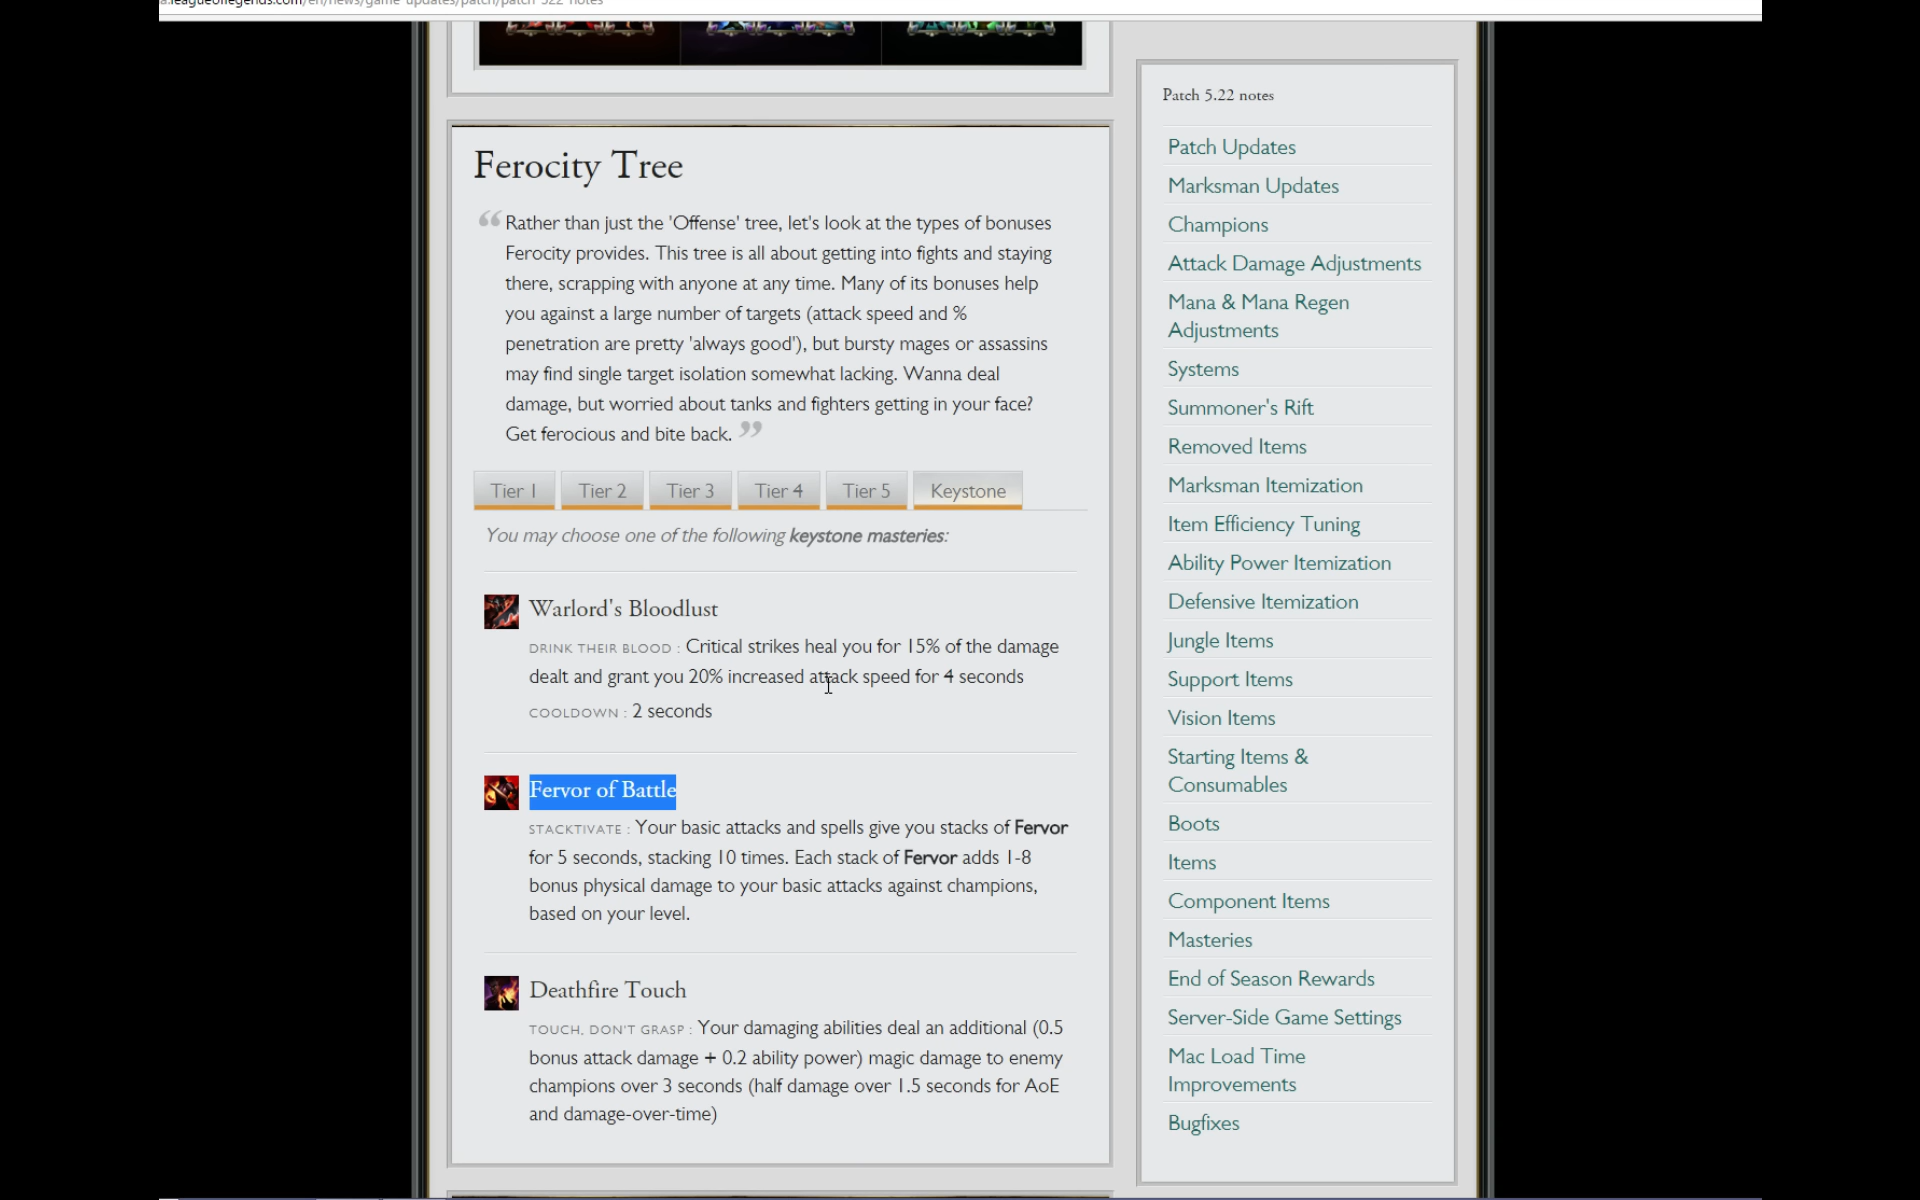 a.leagueoflegends.com/en/news/game-updates/patch/patch-522-notes
Ferocity Tree
“ Rather than just the 'Offense' tree, let's look at the types of bonuses
Ferocity provides. This tree is all about getting into fights and staying
there, scrapping with anyone at any time. Many of its bonuses help
you against a large number of targets (attack speed and %
penetration are pretty 'always good'), but bursty mages or assassins
may find single target isolation somewhat lacking. Wanna deal
damage, but worried about tanks and fighters getting in your face?
Get ferocious and bite back. ”
Tier 1 Tier 2 Tier 3 Tier 4 Tier 5 Keystone
You may choose one of the following keystone masteries:
Warlord's Bloodlust
DRINK THEIR BLOOD : Critical strikes heal you for 15% of the damage
dealt and grant you 20% increased attack speed for 4 seconds
COOLDOWN : 2 seconds
Fervor of Battle
STACKTIVATE : Your basic attacks and spells give you stacks of Fervor
for 5 seconds, stacking 10 times. Each stack of Fervor adds 1-8
bonus physical damage to your basic attacks against champions,
based on your level.
Deathfire Touch
TOUCH, DON'T GRASP : Your damaging abilities deal an additional (0.5
bonus attack damage + 0.2 ability power) magic damage to enemy
champions over 3 seconds (half damage over 1.5 seconds for AoE
and damage-over-time)
Patch 5.22 notes
Patch Updates
Marksman Updates
Champions
Attack Damage Adjustments
Mana & Mana Regen
Adjustments
Systems
Summoner's Rift
Removed Items
Marksman Itemization
Item Efficiency Tuning
Ability Power Itemization
Defensive Itemization
Jungle Items
Support Items
Vision Items
Starting Items &
Consumables
Boots
Items
Component Items
Masteries
End of Season Rewards
Server-Side Game Settings
Mac Load Time
Improvements
Bugfixes